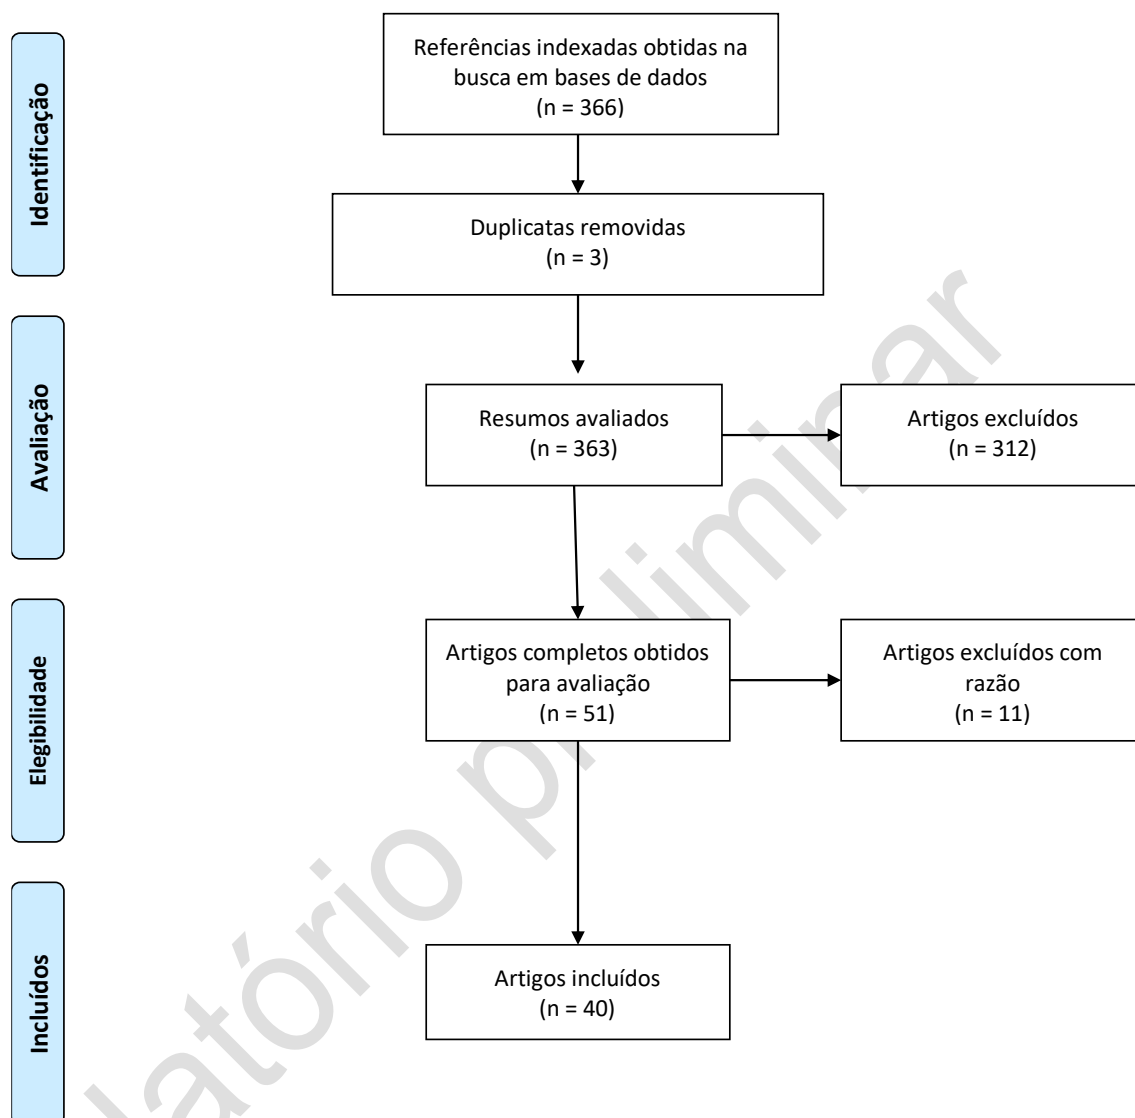 Identificação
Referências indexadas obtidas na
busca em bases de dados
(n = 366)
Duplicatas removidas
(n = 3)
Avaliação
Resumos avaliados
(n = 363)
Artigos excluídos
(n = 312)
Elegibilidade
Artigos completos obtidos
para avaliação
(n = 51)
Artigos excluídos com
razão
(n = 11)
Incluídos
Artigos incluídos
(n = 40)